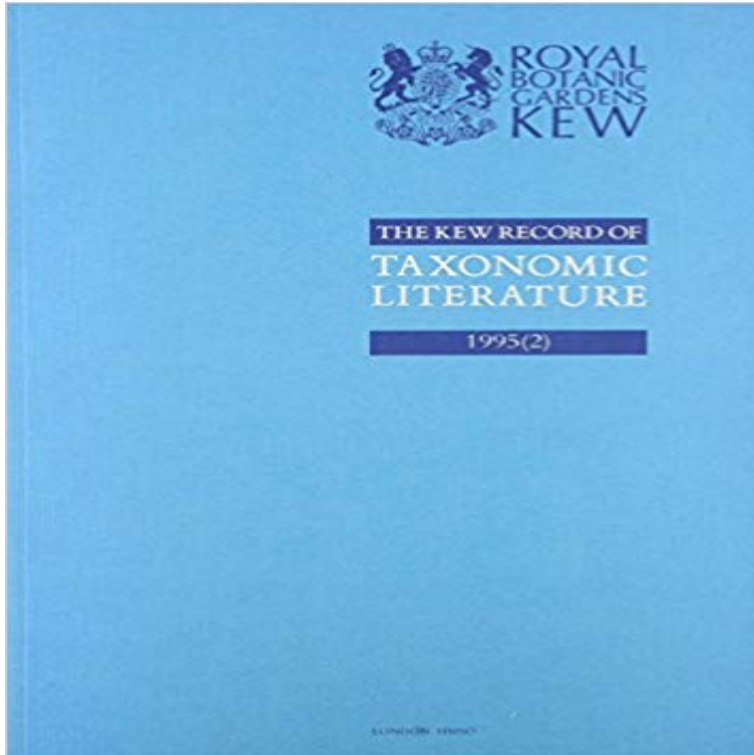 ROYAL
BOTANIC
GARDENS
KEW
THE KEW RECORD OF
TAXONOMIC
LITERATURE
1995(2)
LONDON HMSO